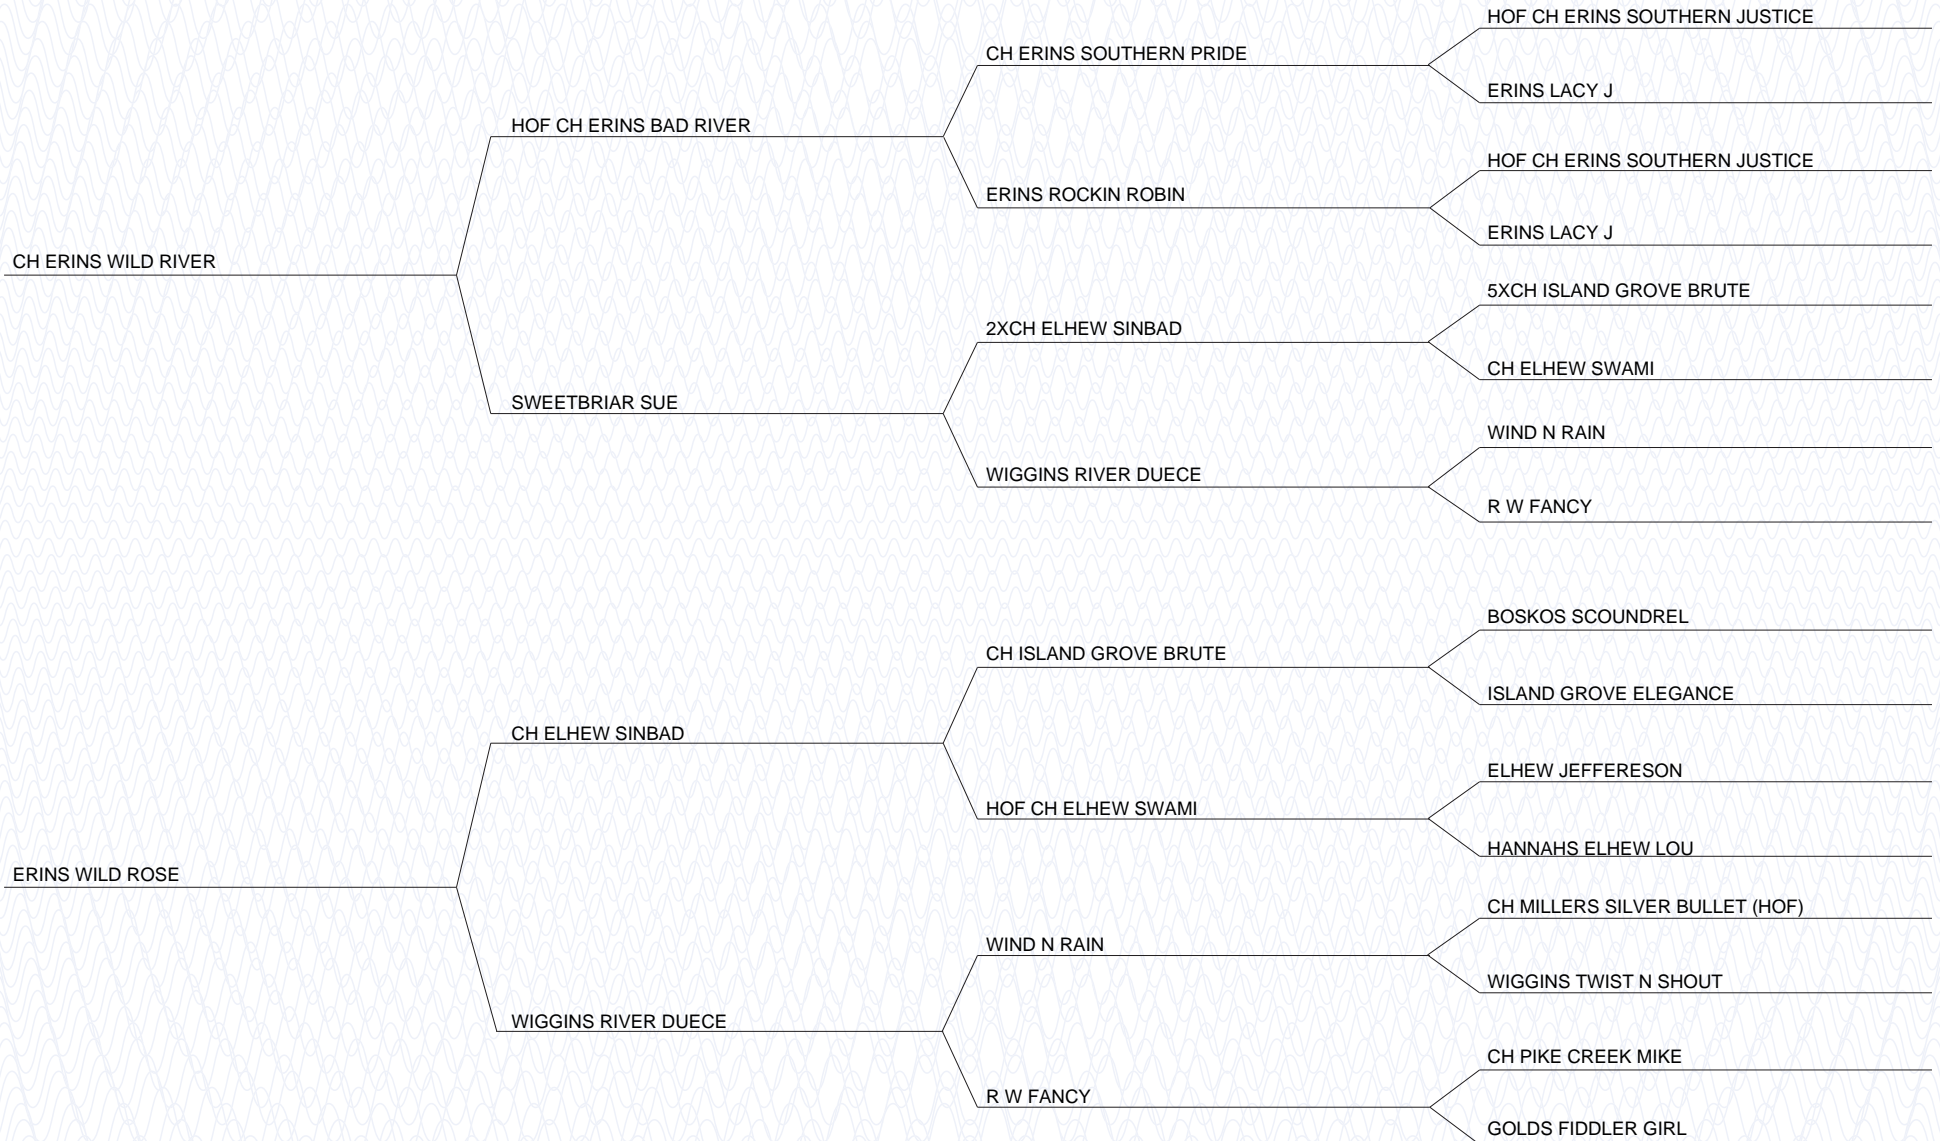 HOF CH ERINS SOUTHERN JUSTICE
CH ERINS SOUTHERN PRIDE
ERINS LACY J
HOF CH ERINS BAD RIVER
HOF CH ERINS SOUTHERN JUSTICE
ERINS ROCKIN ROBIN
ERINS LACY J
CH ERINS WILD RIVER
5XCH ISLAND GROVE BRUTE
2XCH ELHEW SINBAD
CH ELHEW SWAMI
SWEETBRIAR SUE
WIND N RAIN
WIGGINS RIVER DUECE
R W FANCY
BOSKOS SCOUNDREL
CH ISLAND GROVE BRUTE
ISLAND GROVE ELEGANCE
CH ELHEW SINBAD
ELHEW JEFFERESON
HOF CH ELHEW SWAMI
HANNAHS ELHEW LOU
ERINS WILD ROSE
CH MILLERS SILVER BULLET (HOF)
WIND N RAIN
WIGGINS TWIST N SHOUT
WIGGINS RIVER DUECE
CH PIKE CREEK MIKE
R W FANCY
GOLDS FIDDLER GIRL